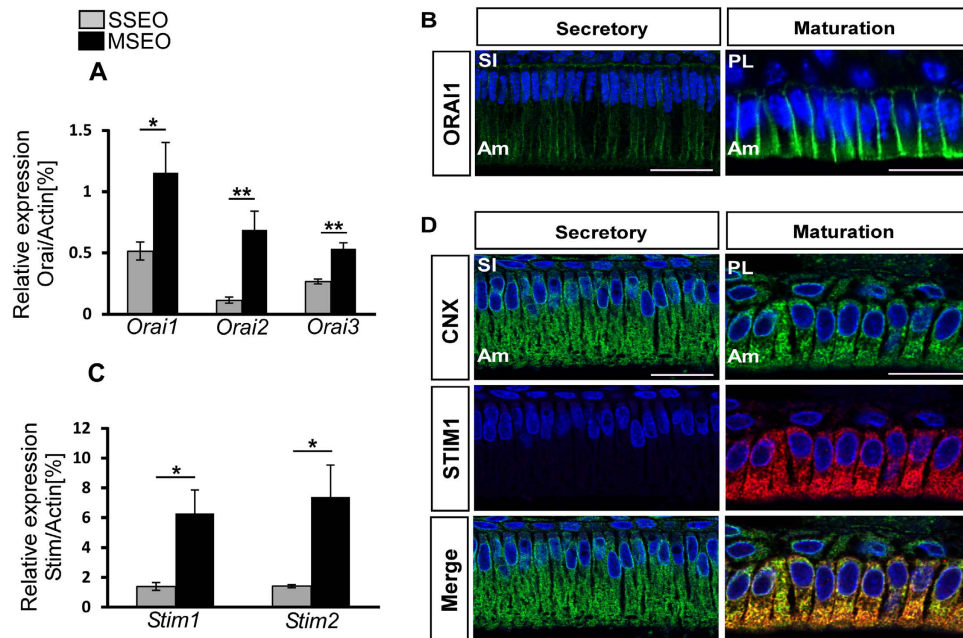 SSEO
MSEO
A
Relative expression
Orai/Actin[%]
1.5
1
0.5
0
*
**
**
Orai1
Orai2
Orai3
B
Secretory
Maturation
ORAI1
SI
Am
PL
Am
C
Relative expression
Stim/Actin[%]
12
10
8
6
4
2
0
*
*
Stim1
Stim2
D
Secretory
Maturation
CNX
SI
Am
PL
Am
STIM1
Merge